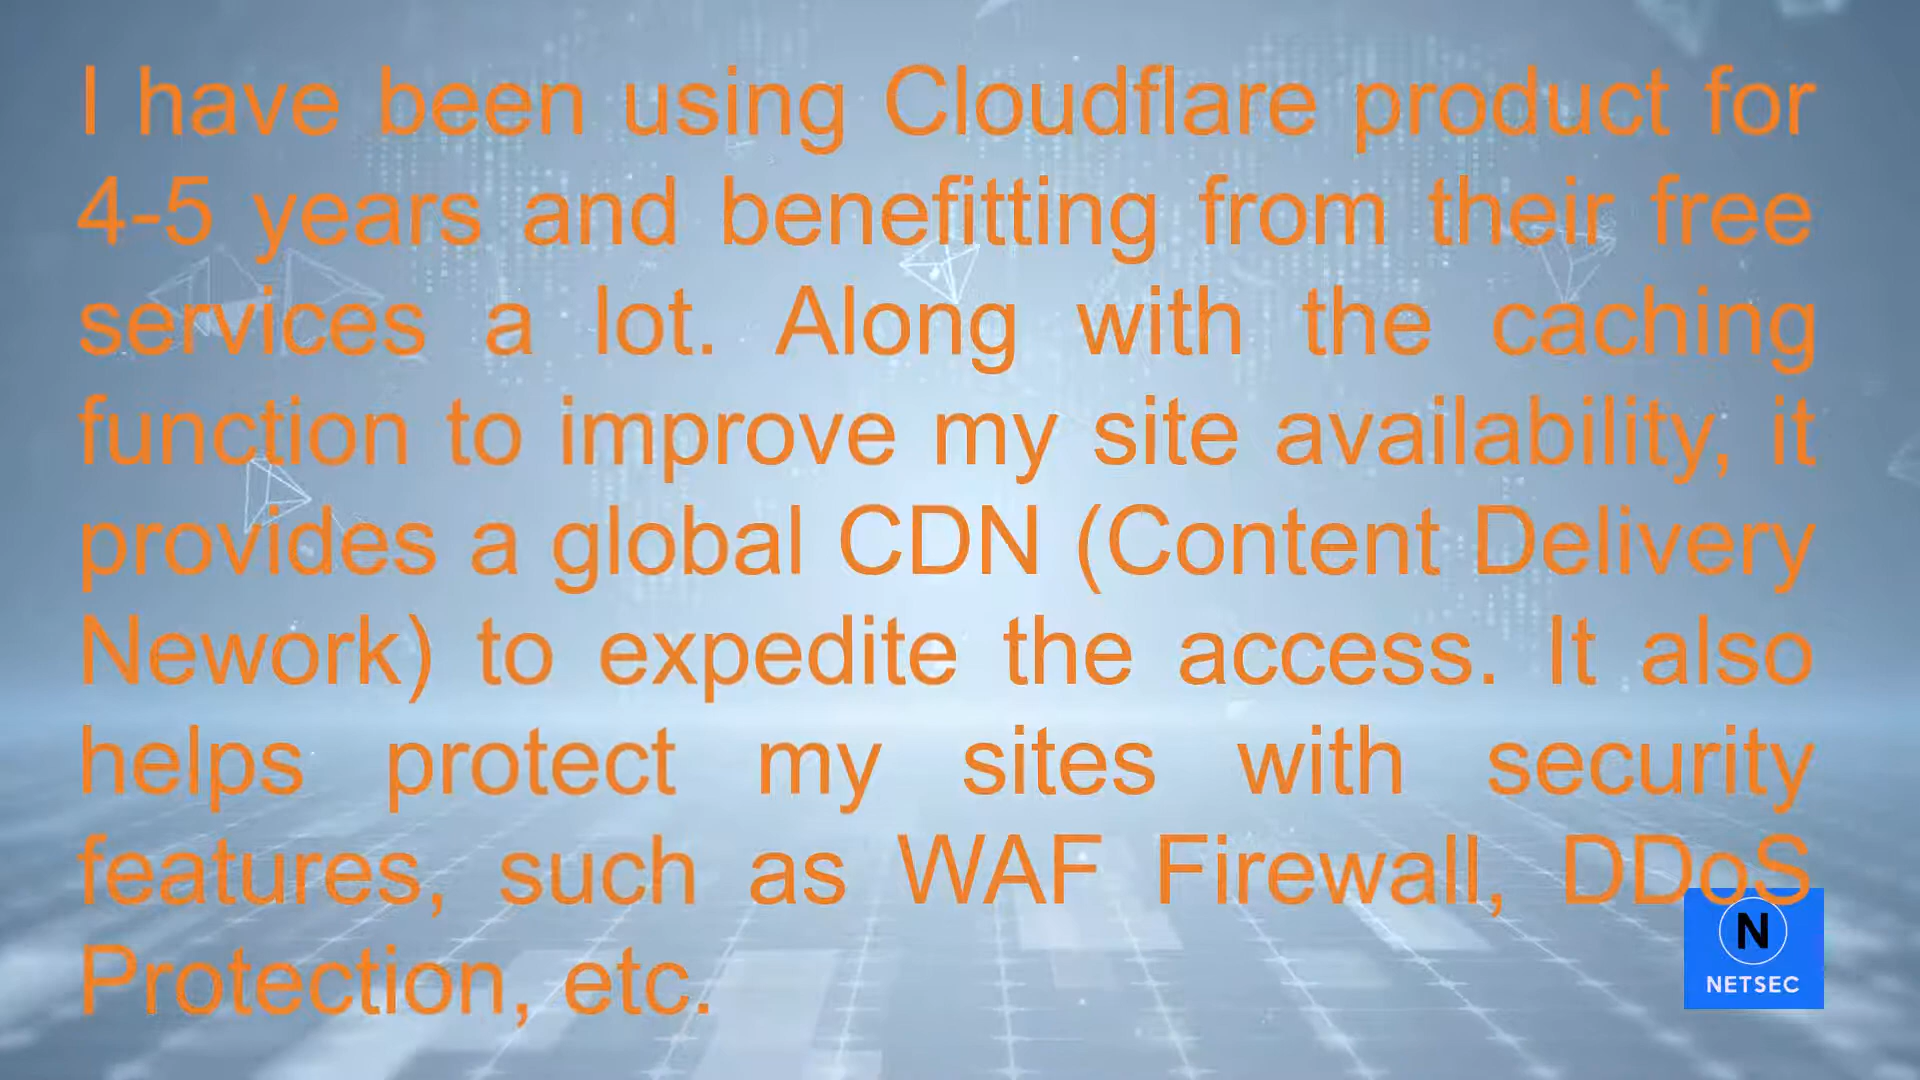 I have been using Cloudflare product for
4-5 years and benefitting from their free
services a lot. Along with the caching
function to improve my site availability, it
provides a global CDN (Content Delivery
Nework) to expedite the access. It also
helps protect my sites with security
features, such as WAF Firewall, DDoS
Protection, etc.
N
NETSEC